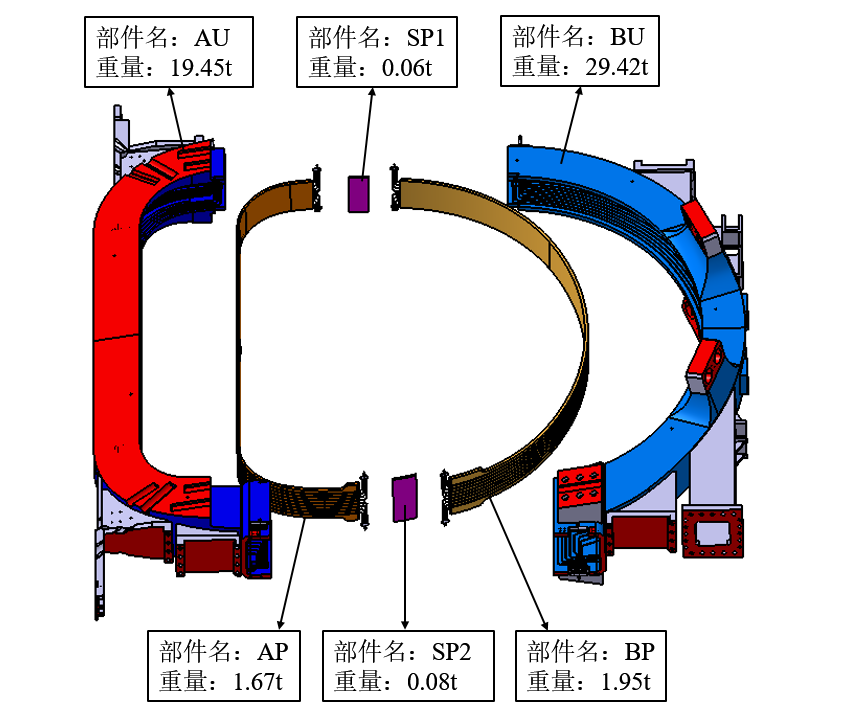 部件名：AU
重量：19.45t
部件名：SP1
重量：0.06t
部件名：BU
重量：29.42t
部件名：AP
重量：1.67t
部件名：SP2
重量：0.08t
部件名：BP
重量：1.95t